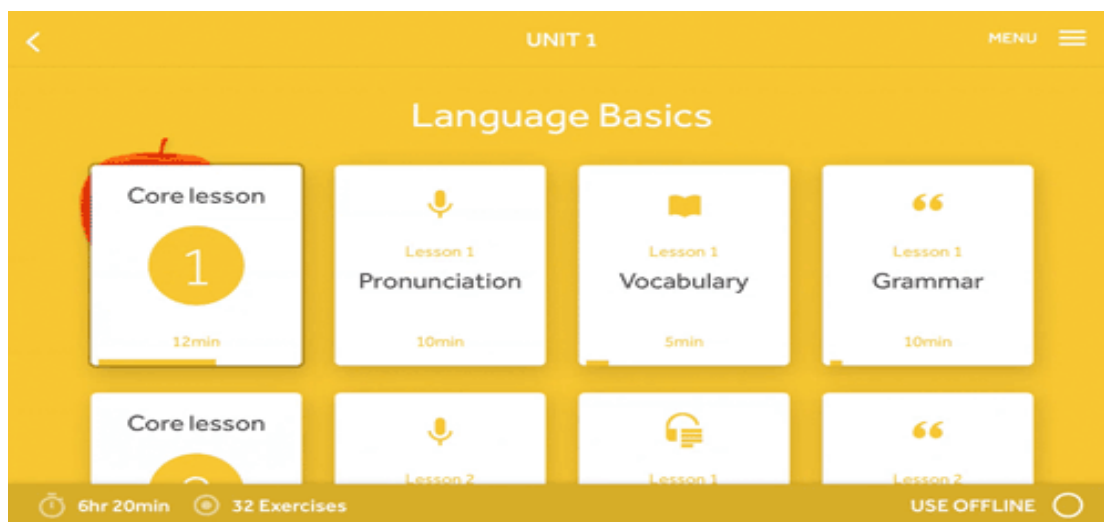 UNIT 1
MENU
Language Basics
Core lesson
1
12min
Lesson 1
Pronunciation
10min
Lesson 1
Vocabulary
5min
Lesson 1
Grammar
10min
Core lesson
Lesson 2
Lesson 1
Lesson 2
6hr 20min
32 Exercises
USE OFFLINE